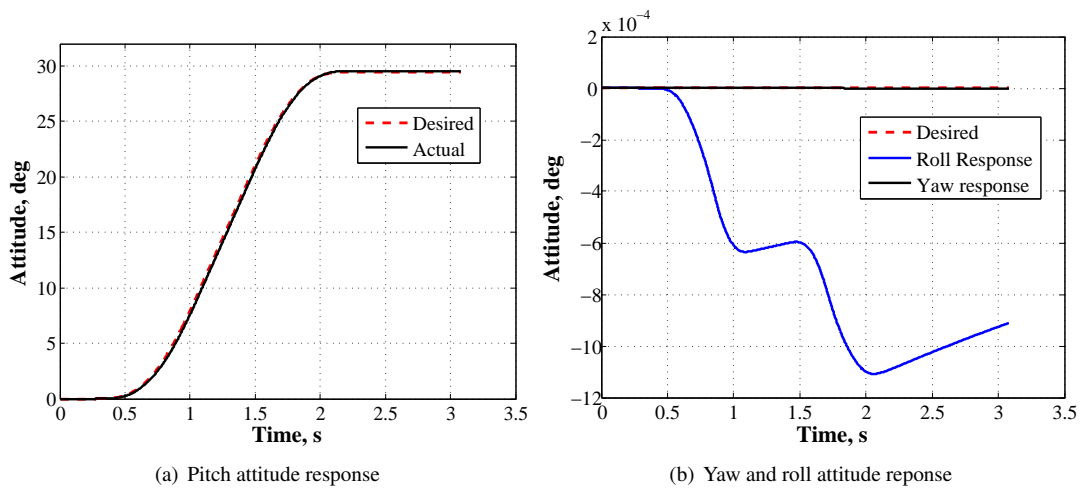 30
25
20
15
10
5
0
0 0.5 1 1.5 2 2.5 3 3.5
Attitude, deg
Time, s
Desired
Actual
(a) Pitch attitude response
x 10⁻⁴
2
0
−2
−4
−6
−8
−10
−12
0 0.5 1 1.5 2 2.5 3 3.5
Attitude, deg
Time, s
Desired
Roll Response
Yaw response
(b) Yaw and roll attitude reponse